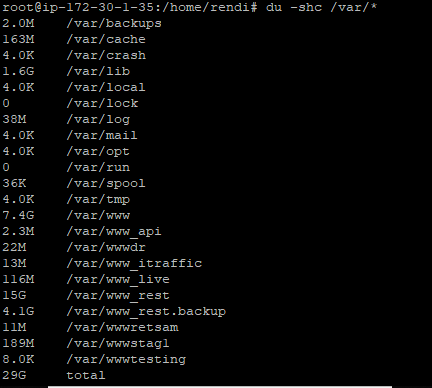 root@ip-172-30-1-35:/home/rendi# du -shc /var/*
2.0M /var/backups
163M /var/cache
4.0K /var/crash
1.6G /var/lib
4.0K /var/local
0 /var/lock
38M /var/log
4.0K /var/mail
4.0K /var/opt
0 /var/run
36K /var/spool
4.0K /var/tmp
7.4G /var/www
2.3M /var/www_api
22M /var/wwwdr
13M /var/www_itraffic
116M /var/www_live
15G /var/www_rest
4.1G /var/www_rest.backup
11M /var/wwwretsam
189M /var/wwwstag1
8.0K /var/wwwtesting
29G total